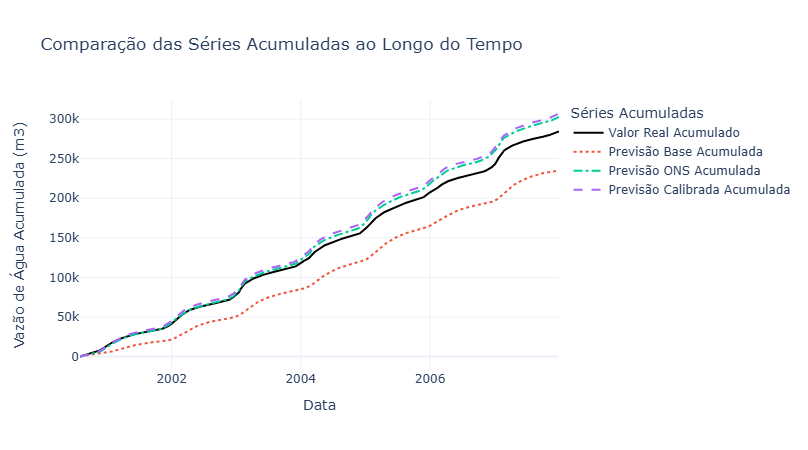 Comparação das Séries Acumuladas ao Longo do Tempo
Vazão de Água Acumulada (m3)
300k
250k
200k
150k
100k
50k
0
2002
2004
2006
Data
Séries Acumuladas
Valor Real Acumulado
Previsão Base Acumulada
Previsão ONS Acumulada
Previsão Calibrada Acumulada